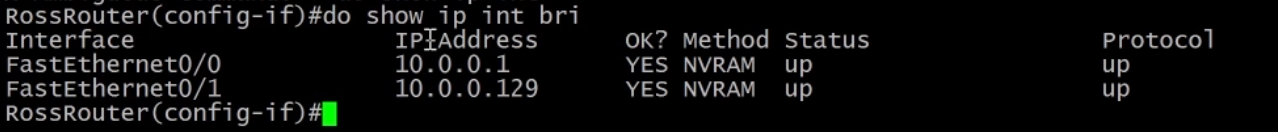 RossRouter(config-if)#do show ip int bri
Interface IP-Address OK? Method Status Protocol
FastEthernet0/0 10.0.0.1 YES NVRAM up up
FastEthernet0/1 10.0.0.129 YES NVRAM up up
RossRouter(config-if)#